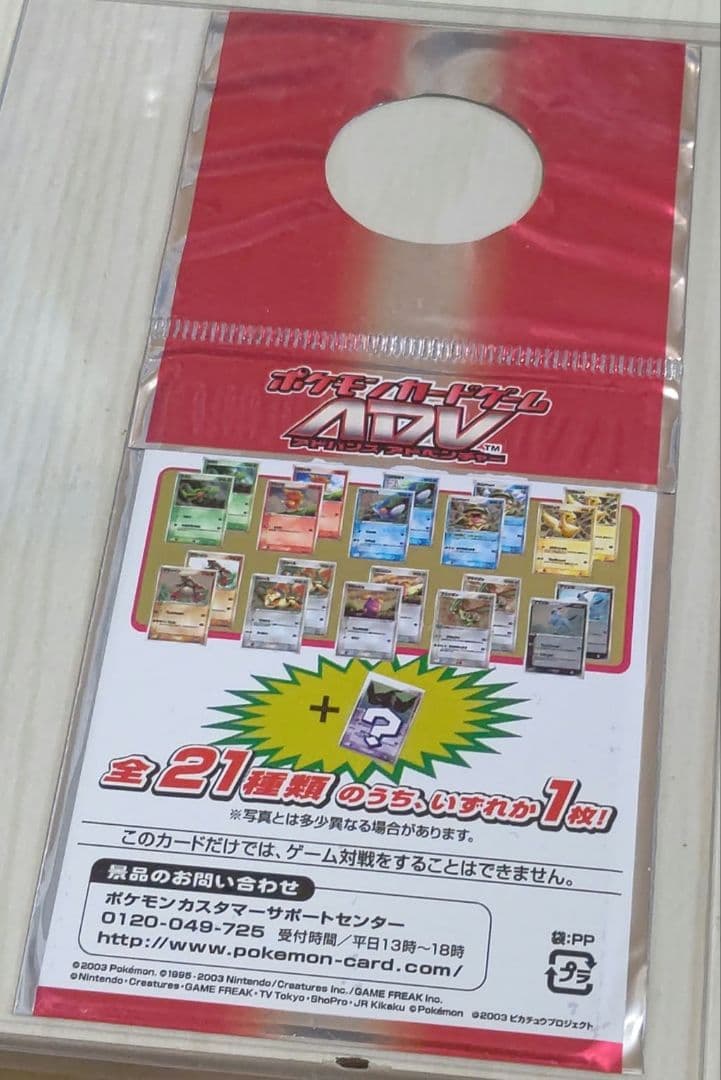 ポケモンカードゲーム
ADV™
アドバンスアドベンチャー
+ ?
全21種類のうち、いずれか1枚!
※写真とは多少異なる場合があります。
このカードだけでは、ゲーム対戦をすることはできません。
景品のお問い合わせ
ポケモンカスタマーサポートセンター
0120-049-725 受付時間/平日13時~18時
http://www.pokemon-card.com/
袋:PP
プラ
©2003 Pokémon. ©1995-2003 Nintendo/Creatures Inc./GAME FREAK Inc.
©Nintendo・Creatures・GAME FREAK・TV Tokyo・ShoPro・JR Kikaku ©Pokémon ©2003 ピカチュウプロジェクト